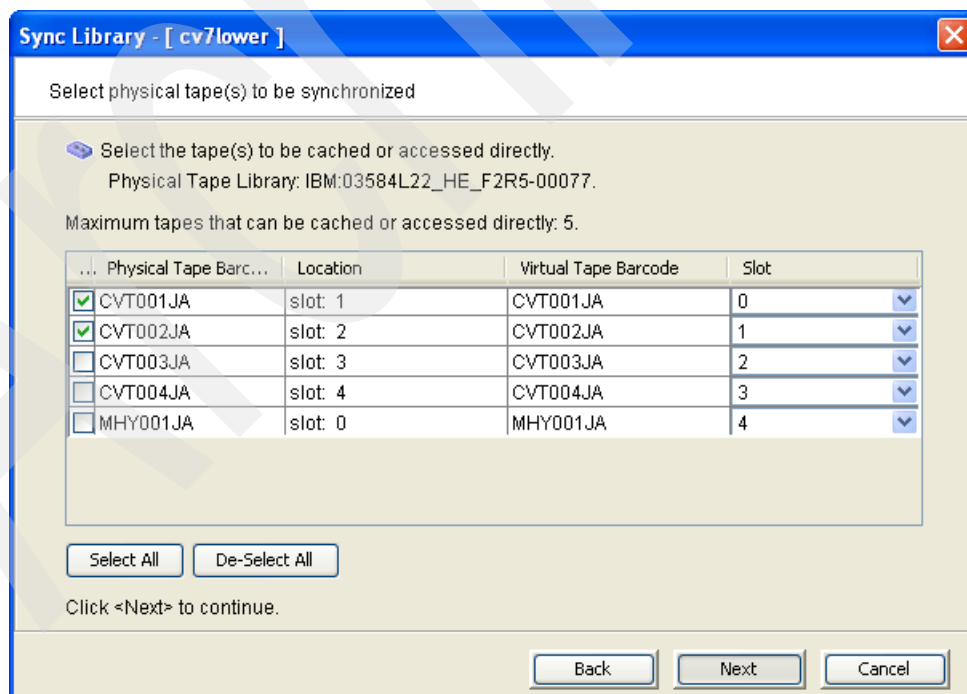 Sync Library - [ cv7lower ]
Select physical tape(s) to be synchronized
Select the tape(s) to be cached or accessed directly.
Physical Tape Library: IBM:03584L22_HE_F2R5-00077.
Maximum tapes that can be cached or accessed directly: 5.
... Physical Tape Barc... Location Virtual Tape Barcode Slot
CVT001JA slot: 1 CVT001JA 0
CVT002JA slot: 2 CVT002JA 1
CVT003JA slot: 3 CVT003JA 2
CVT004JA slot: 4 CVT004JA 3
MHY001JA slot: 0 MHY001JA 4
Select All De-Select All
Click <Next> to continue.
Back Next Cancel